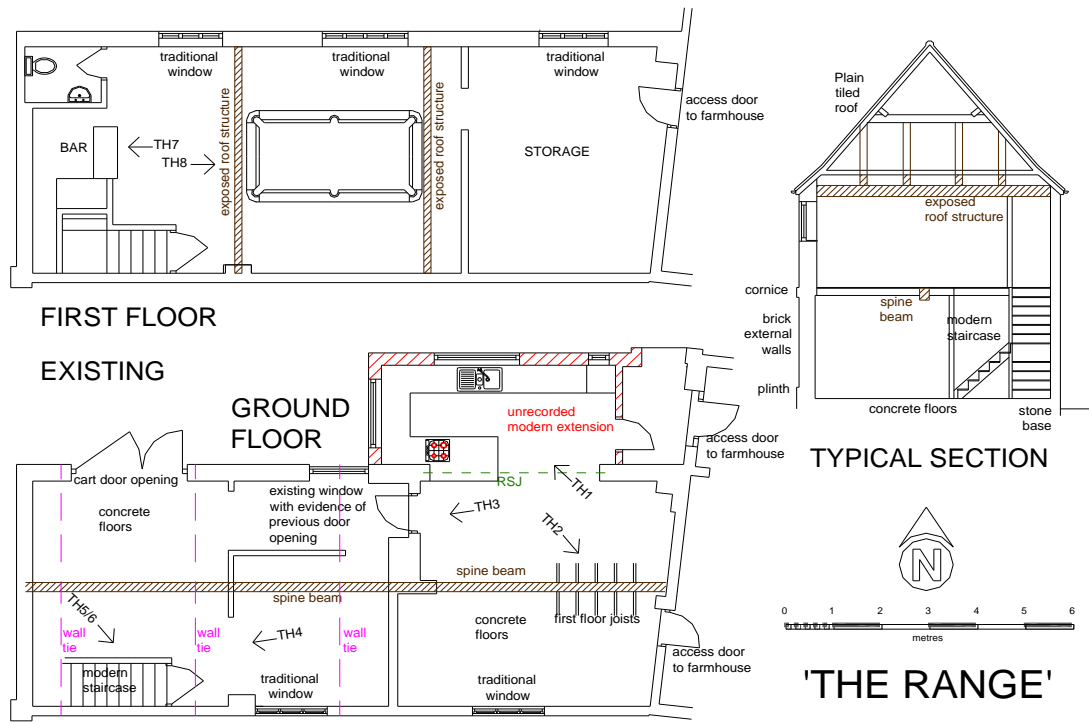 traditional
window
traditional
window
traditional
window
access door
to farmhouse
BAR
TH7
TH8
exposed roof structure
exposed roof structure
STORAGE
FIRST FLOOR
EXISTING
GROUND
FLOOR
Plain
tiled
roof
exposed
roof structure
cornice
spine
beam
brick
external
walls
modern
staircase
plinth
concrete floors
stone
base
TYPICAL SECTION
unrecorded
modern extension
access door
to farmhouse
RSJ
cart door opening
concrete
floors
existing window
with evidence of
previous door
opening
TH1
TH3
TH2
spine beam
spine beam
first floor joists
TH5/6
wall
tie
wall
tie
wall
tie
TH4
concrete
floors
modern
staircase
traditional
window
traditional
window
access door
to farmhouse
N
0 1 2 3 4 5 6
metres
'THE RANGE'